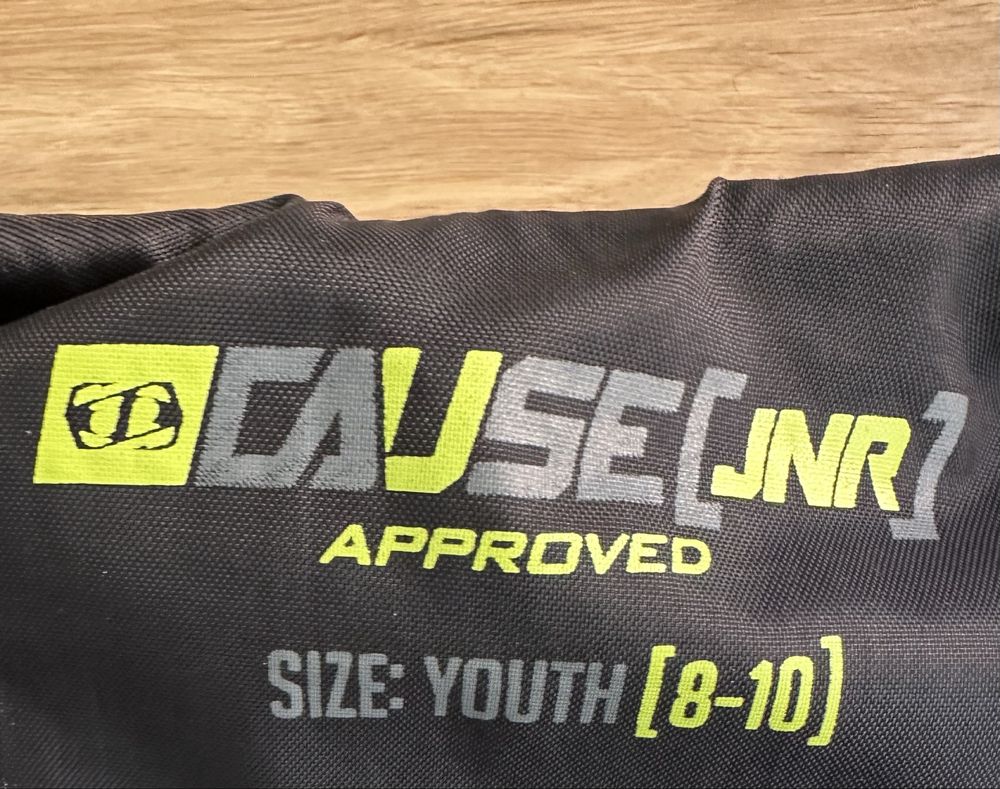 CAUSE [JNR]
APPROVED
SIZE: YOUTH [8-10]